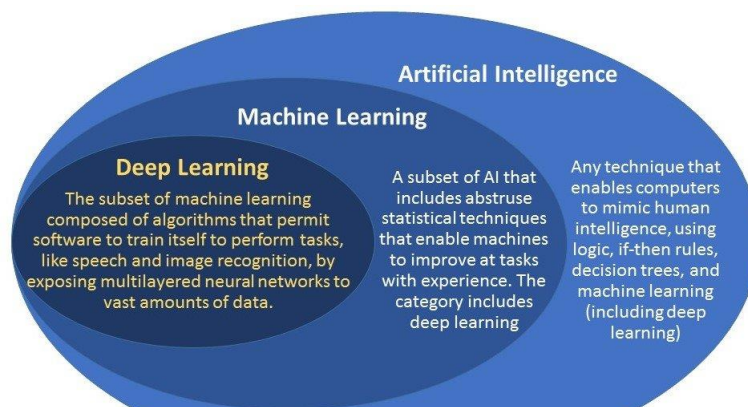 Artificial Intelligence
Machine Learning
Deep Learning
The subset of machine learning
composed of algorithms that permit
software to train itself to perform tasks,
like speech and image recognition, by
exposing multilayered neural networks to
vast amounts of data.
A subset of AI that
includes abstruse
statistical techniques
that enable machines
to improve at tasks
with experience. The
category includes
deep learning
Any technique that
enables computers
to mimic human
intelligence, using
logic, if-then rules,
decision trees, and
machine learning
(including deep
learning)